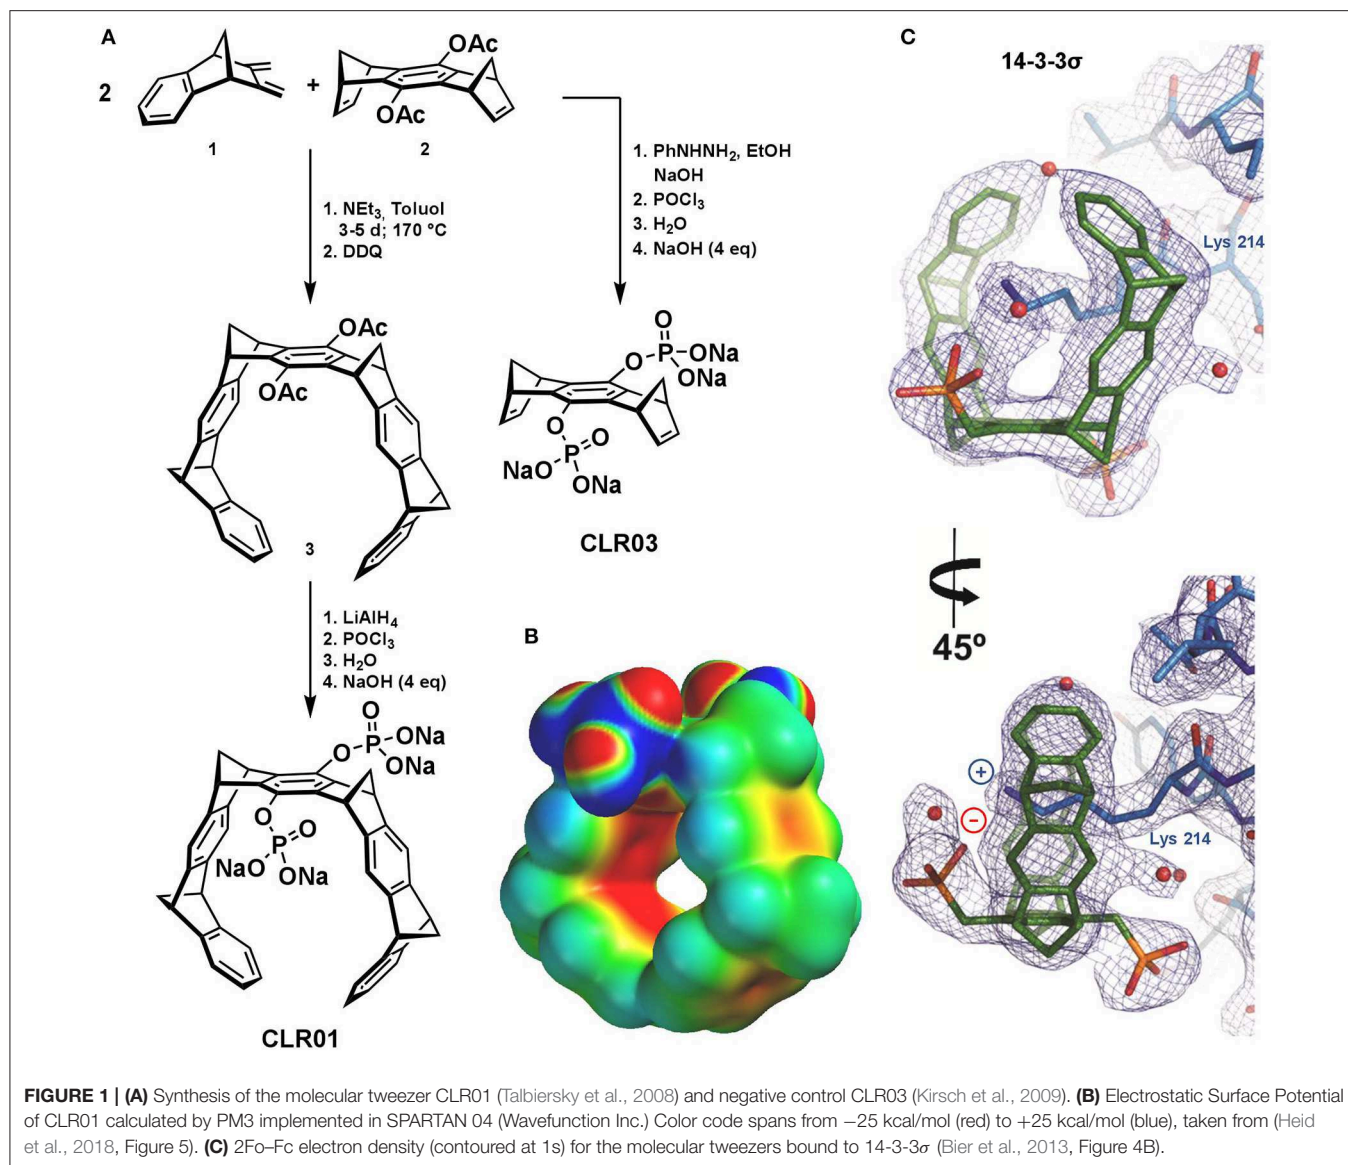 A
2
+
OAc
OAc
1
2
1. NEt3, Toluol
3-5 d; 170 °C
2. DDQ
1. PhNHNH2, EtOH
NaOH
2. POCl3
3. H2O
4. NaOH (4 eq)
OAc
OAc
3
O
O
P
ONa
ONa
O
P
O
NaO
ONa
CLR03
1. LiAlH4
2. POCl3
3. H2O
4. NaOH (4 eq)
O
O
P
ONa
ONa
O
P
O
NaO
ONa
CLR01
B
C
14-3-3σ
Lys 214
45º
+
−
Lys 214
FIGURE 1 | (A) Synthesis of the molecular tweezer CLR01 (Talbiersky et al., 2008) and negative control CLR03 (Kirsch et al., 2009). (B) Electrostatic Surface Potential
of CLR01 calculated by PM3 implemented in SPARTAN 04 (Wavefunction Inc.) Color code spans from −25 kcal/mol (red) to +25 kcal/mol (blue), taken from (Heid
et al., 2018, Figure 5). (C) 2Fo–Fc electron density (contoured at 1s) for the molecular tweezers bound to 14-3-3σ (Bier et al., 2013, Figure 4B).